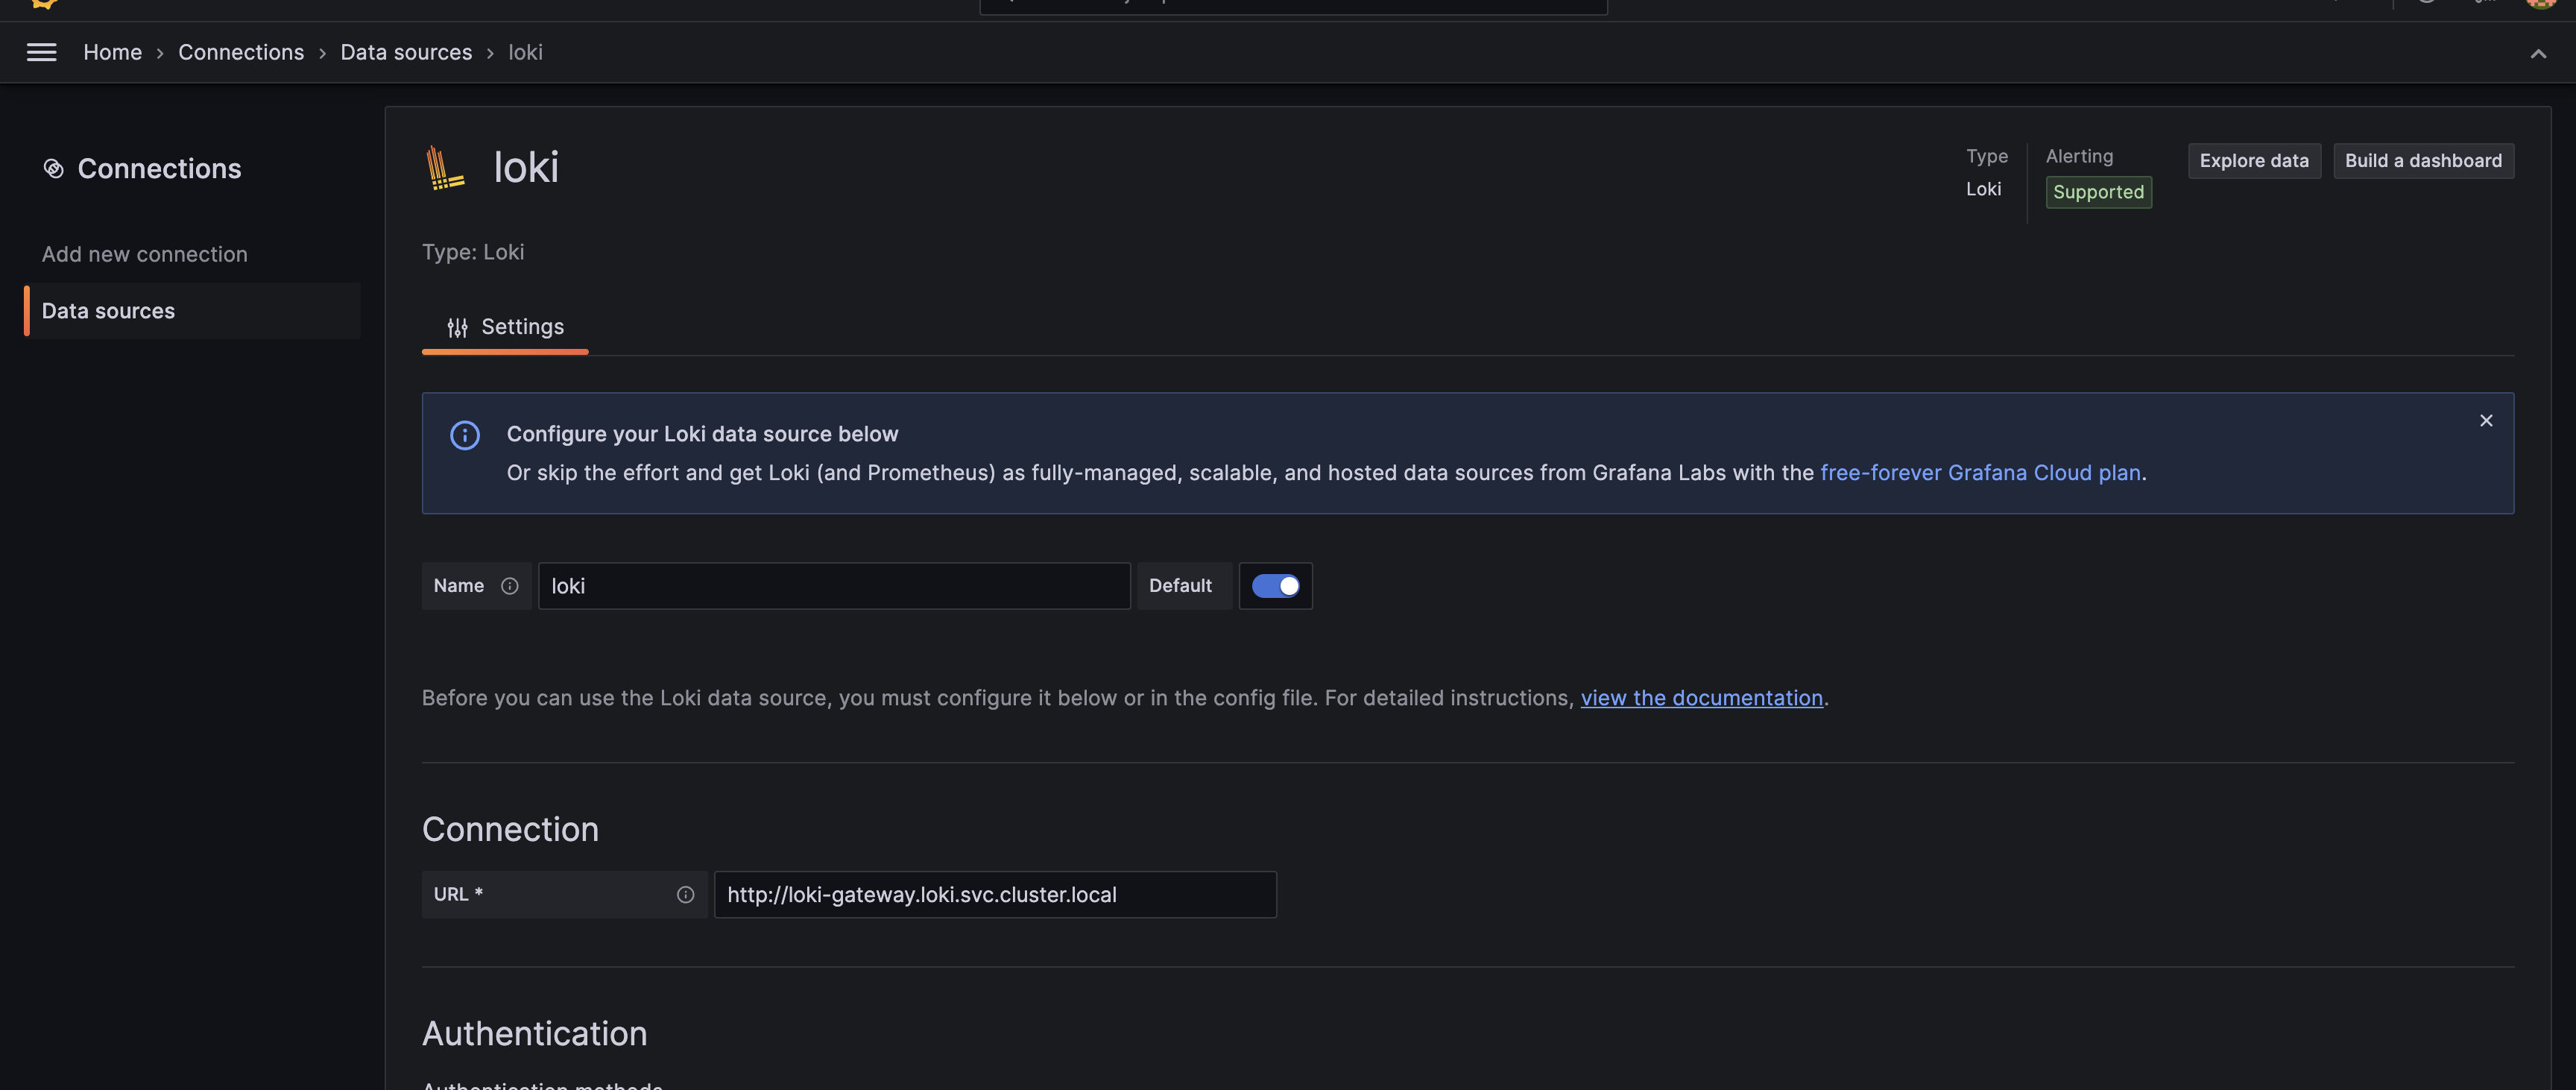 Home › Connections › Data sources › loki
Connections
Add new connection
Data sources
loki
Type
Loki
Alerting
Supported
Explore data
Build a dashboard
Type: Loki
Settings
Configure your Loki data source below
Or skip the effort and get Loki (and Prometheus) as fully-managed, scalable, and hosted data sources from Grafana Labs with the free-forever Grafana Cloud plan.
Name
loki
Default
Before you can use the Loki data source, you must configure it below or in the config file. For detailed instructions, view the documentation.
Connection
URL *
http://loki-gateway.loki.svc.cluster.local
Authentication
Authentication methods